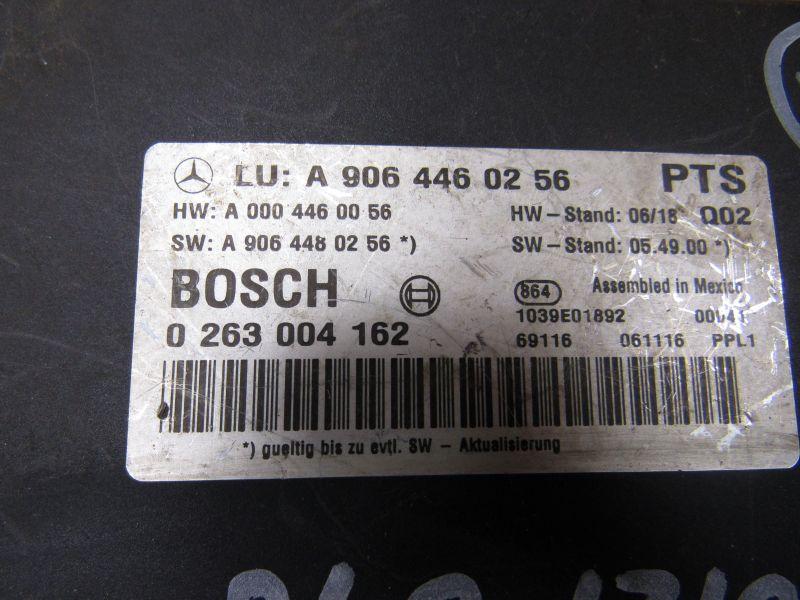 LU: A 906 446 02 56 PTS
HW: A 000 446 00 56 HW-Stand: 06/18 Q02
SW: A 906 448 02 56 *) SW-Stand: 05.49.00 *)
BOSCH 864 Assembled in Mexico
1039E01892 00041
0 263 004 162 69116 061116 PPL1
*) gueltig bis zu evtl. SW - Aktualisierung